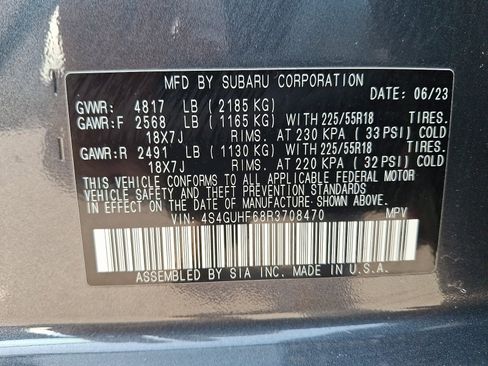 MFD BY SUBARU CORPORATION
DATE: 06/23
GVWR: 4817 LB (2185 KG)
GAWR:F 2568 LB (1165 KG) WITH 225/55R18 TIRES.
18X7J RIMS. AT 230 KPA (33 PSI) COLD
GAWR:R 2491 LB (1130 KG) WITH 225/55R18 TIRES.
18X7J RIMS. AT 220 KPA (32 PSI) COLD
THIS VEHICLE CONFORMS TO ALL APPLICABLE FEDERAL MOTOR
VEHICLE SAFETY AND THEFT PREVENTION STANDARDS IN
EFFECT ON THE DATE OF MANUFACTURE SHOWN ABOVE.
VIN: 4S4GUHF68R3708470 MPV
ASSEMBLED BY SIA INC. MADE IN U.S.A.